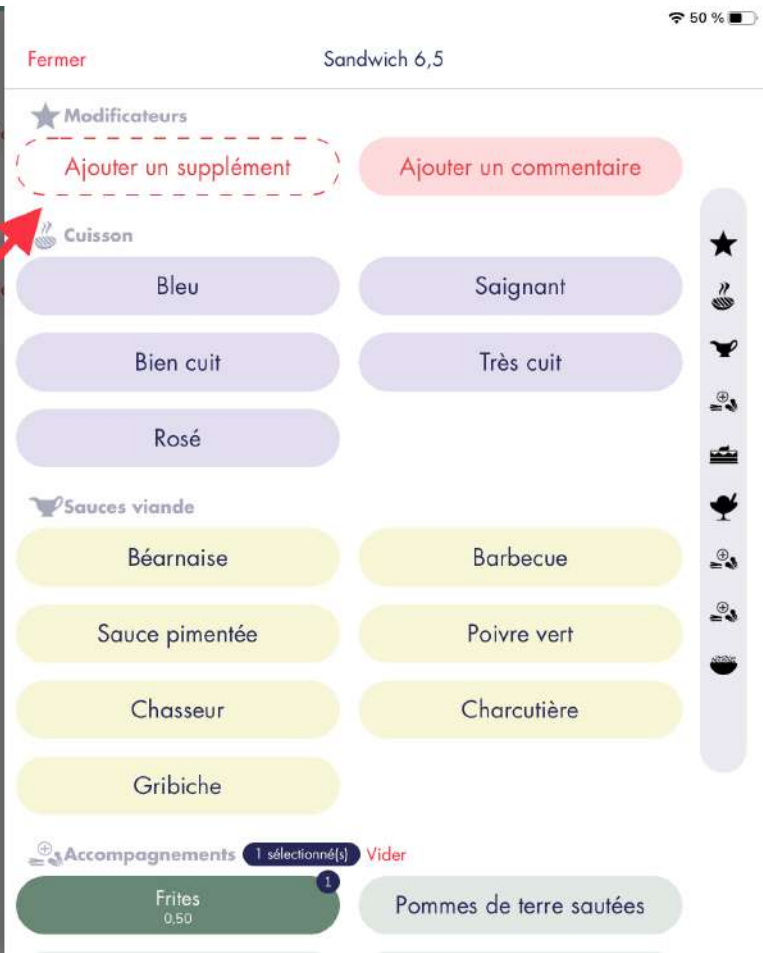 50 %
Fermer
Sandwich 6,5
Modificateurs
Ajouter un supplément
Ajouter un commentaire
Cuisson
Bleu
Saignant
Bien cuit
Très cuit
Rosé
Sauces viande
Béarnaise
Barbecue
Sauce pimentée
Poivre vert
Chasseur
Charcutière
Gribiche
Accompagnements 1 sélectionné(s) Vider
Frites
1
0,50
Pommes de terre sautées